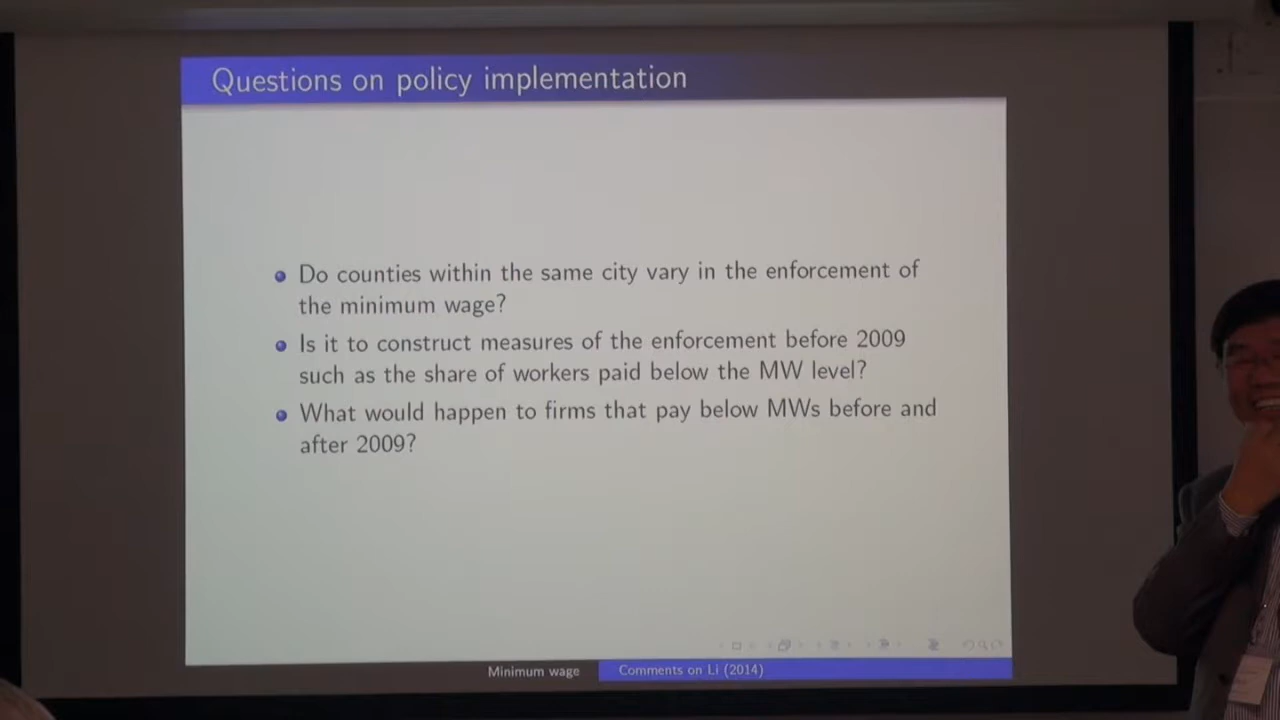 Questions on policy implementation
Do counties within the same city vary in the enforcement of
the minimum wage?
Is it to construct measures of the enforcement before 2009
such as the share of workers paid below the MW level?
What would happen to firms that pay below MWs before and
after 2009?
Minimum wage
Comments on Li (2014)